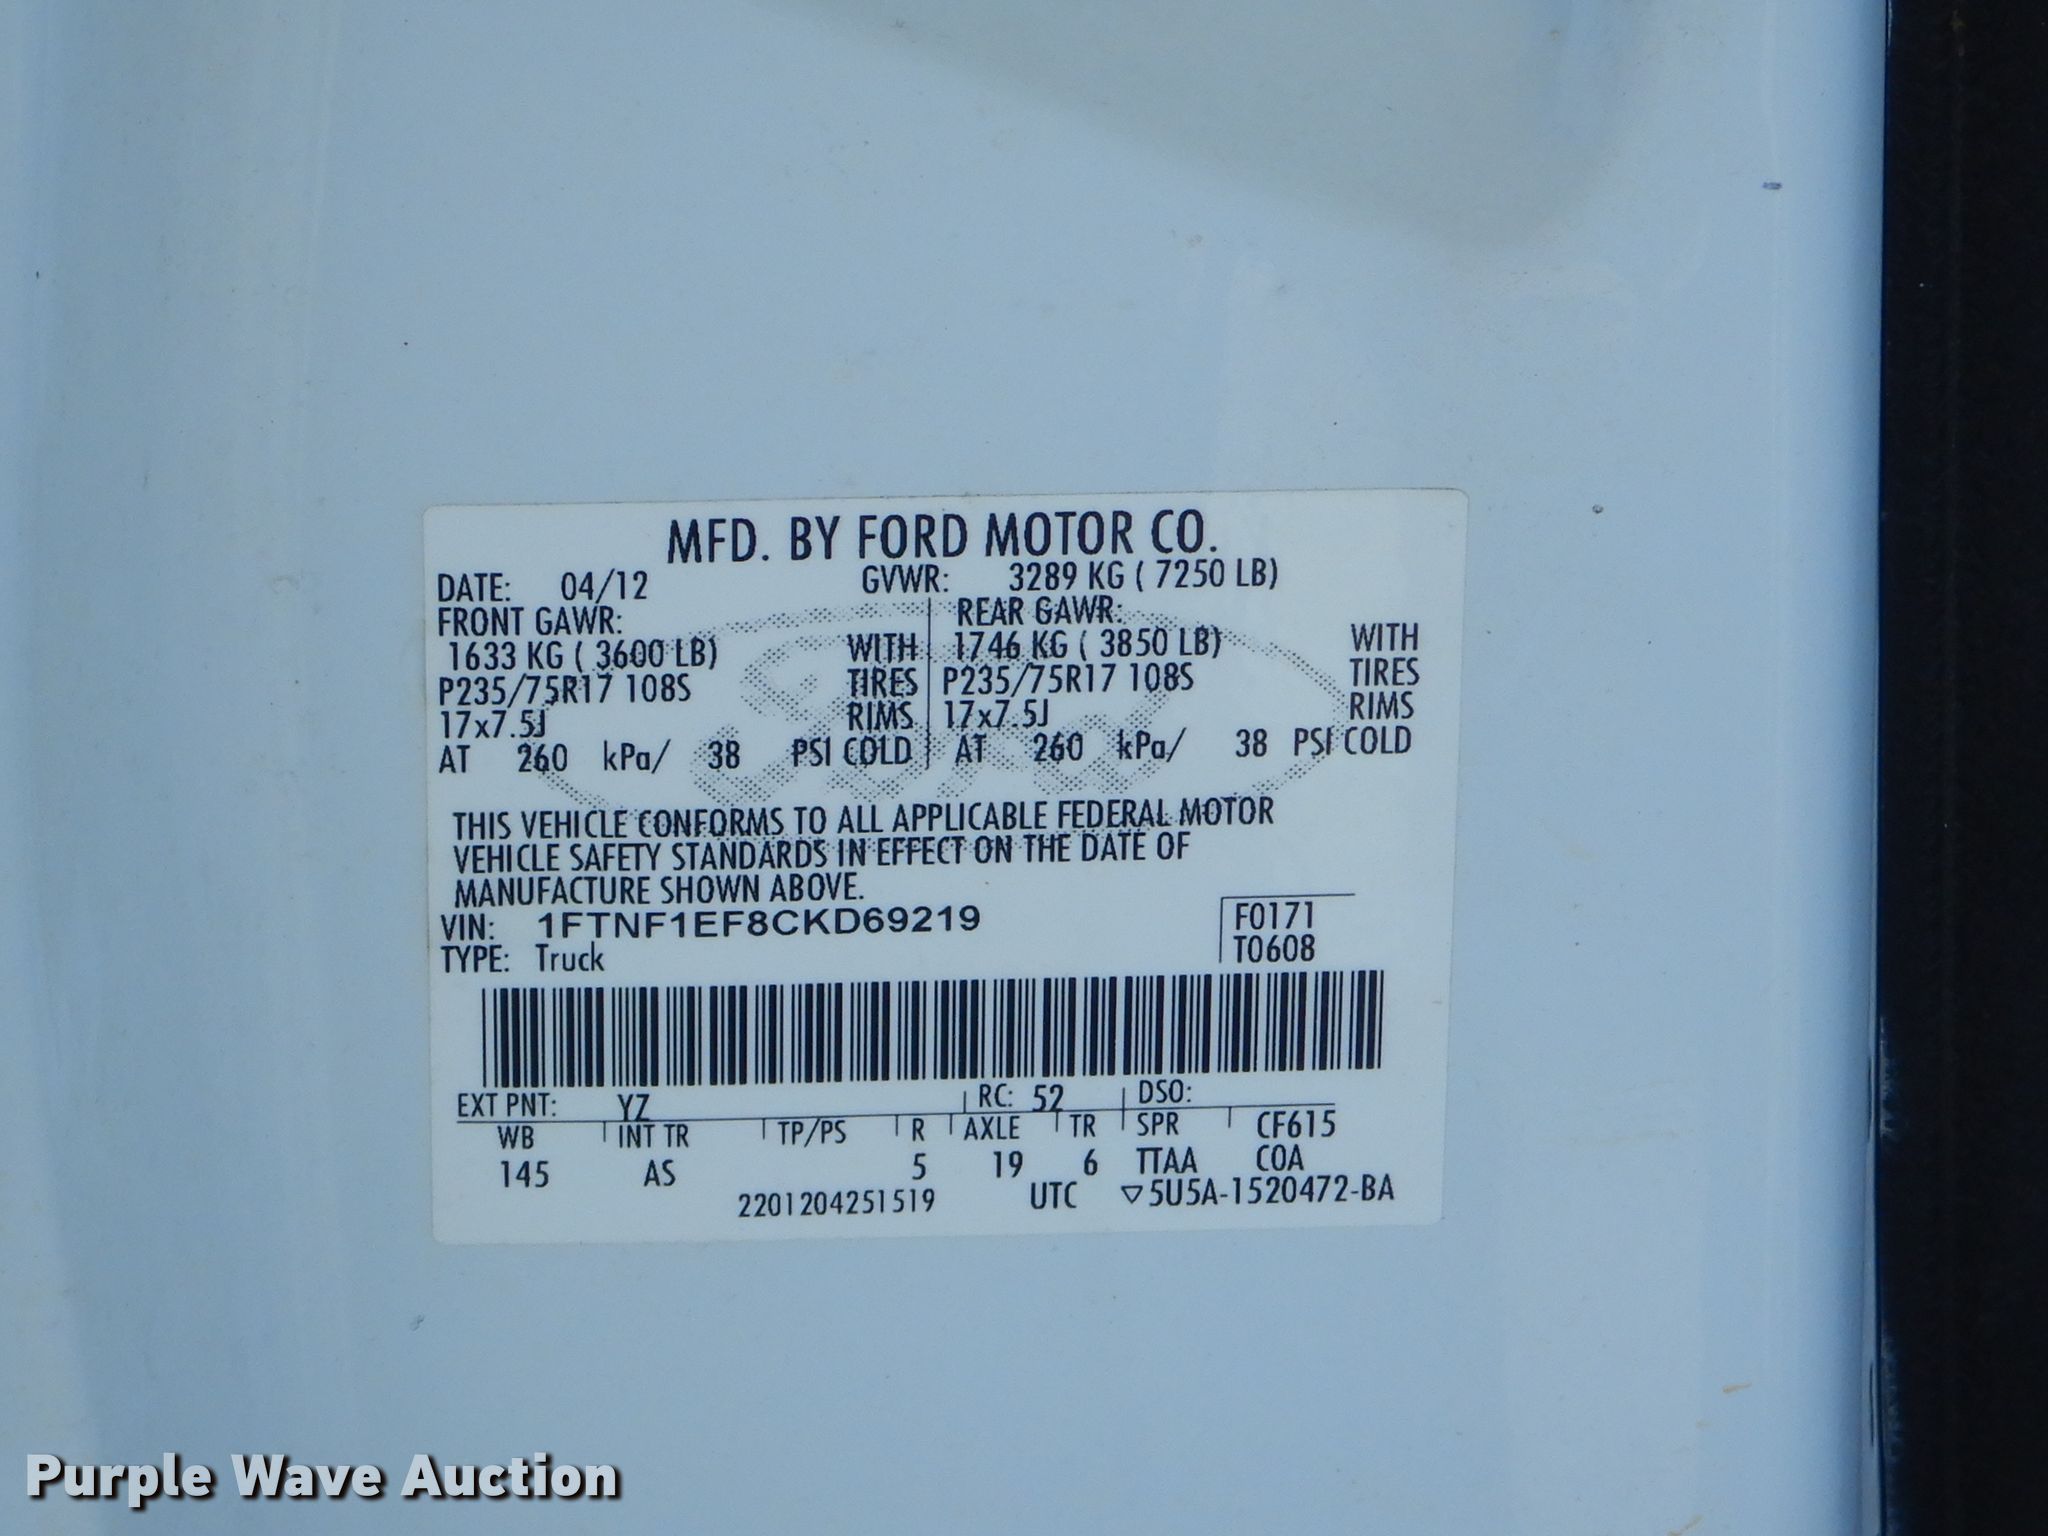 MFD. BY FORD MOTOR CO.
DATE: 04/12 GVWR: 3289 KG ( 7250 LB)
FRONT GAWR: REAR GAWR:
1633 KG ( 3600 LB) WITH 1746 KG ( 3850 LB) WITH
P235/75R17 108S TIRES P235/75R17 108S TIRES
17x7.5J RIMS 17x7.5J RIMS
AT 260 kPa/ 38 PSI COLD AT 260 kPa/ 38 PSI COLD
THIS VEHICLE CONFORMS TO ALL APPLICABLE FEDERAL MOTOR
VEHICLE SAFETY STANDARDS IN EFFECT ON THE DATE OF
MANUFACTURE SHOWN ABOVE.
VIN: 1FTNF1EF8CKD69219 F0171
TYPE: Truck T0608
EXT PNT: YZ RC: 52 DSO:
WB INT TR TP/PS R AXLE TR SPR CF615
145 AS 5 19 6 TTAA COA
2201204251519 UTC ▽5U5A-1520472-BA
Purple Wave Auction